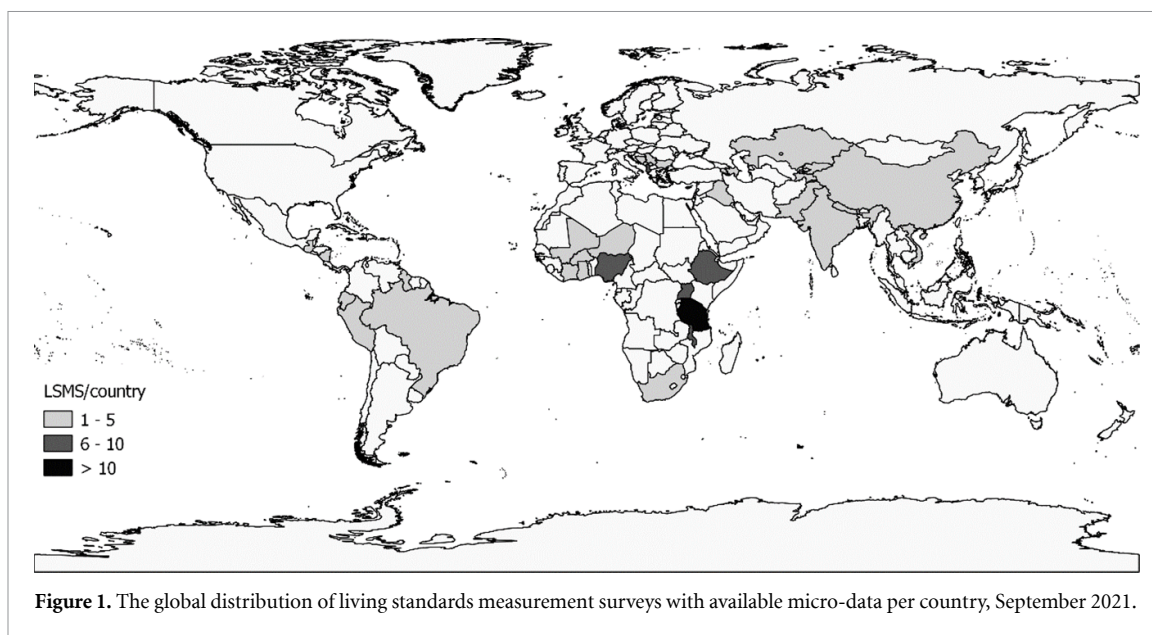 LSMS/country
1 - 5
6 - 10
> 10
Figure 1. The global distribution of living standards measurement surveys with available micro-data per country, September 2021.